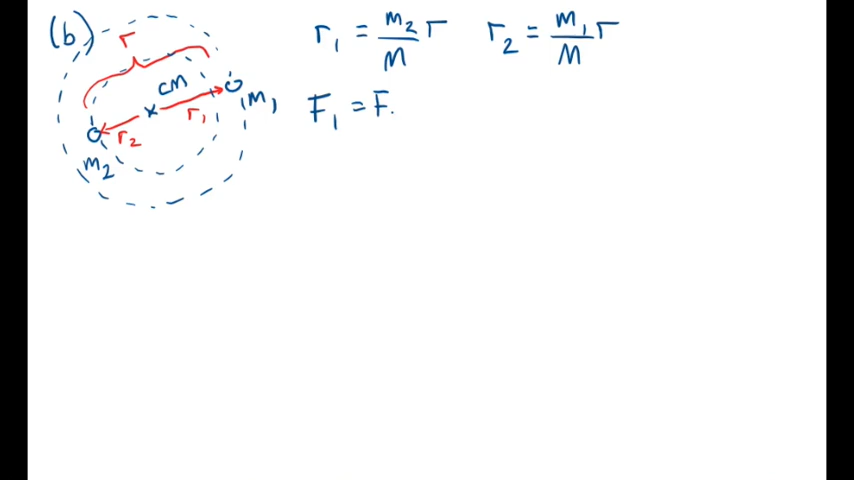 (b) r
r₁ = m₂/M r r₂ = m₁/M r
CM
r₁ m₁
F₁ = F.
r₂
m₂